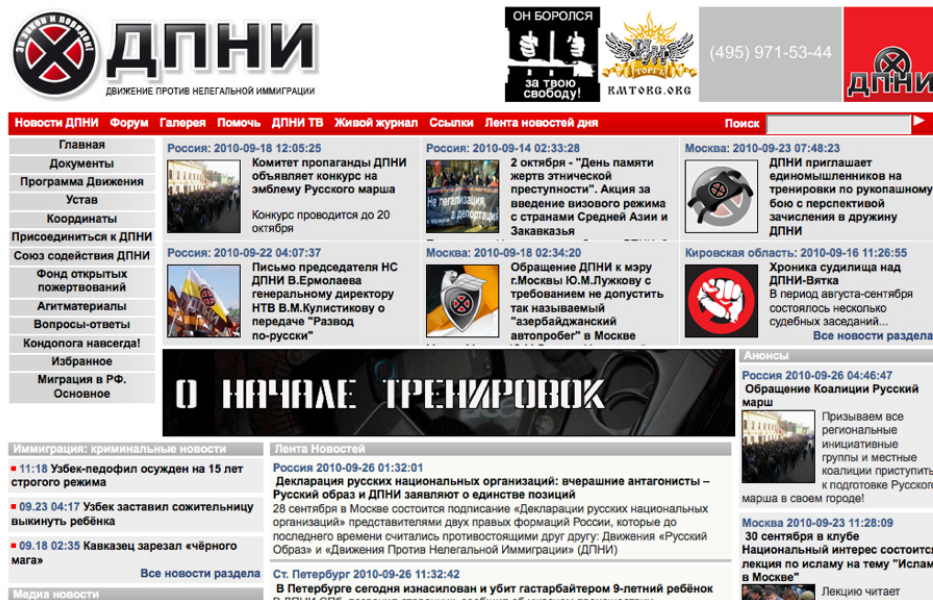 За закон и порядок!
ДПНИ
ДВИЖЕНИЕ ПРОТИВ НЕЛЕГАЛЬНОЙ ИММИГРАЦИИ
ОН БОРОЛСЯ
за твою
свободу!
ТОРГЪ
RMTORG.ORG
(495) 971-53-44
ДПНИ
Новости ДПНИ Форум Галерея Помочь ДПНИ ТВ Живой журнал Ссылки Лента новостей дня Поиск
Главная
Документы
Программа Движения
Устав
Координаты
Присоединиться к ДПНИ
Союз содействия ДПНИ
Фонд открытых
пожертвований
Агитматериалы
Вопросы-ответы
Кондопога навсегда!
Избранное
Миграция в РФ.
Основное
Россия: 2010-09-18 12:05:25
Комитет пропаганды ДПНИ
объявляет конкурс на
эмблему Русского марша
Конкурс проводится до 20
октября
Россия: 2010-09-14 02:33:28
2 октября - "День памяти
жертв этнической
преступности". Акция за
введение визового режима
с странами Средней Азии и
Закавказья
Не легализация,
а депортация
Москва: 2010-09-23 07:48:23
ДПНИ приглашает
единомышленников на
тренировки по рукопашному
бою с перспективой
зачисления в дружину
ДПНИ
Россия: 2010-09-22 04:07:37
Письмо председателя НС
ДПНИ В.Ермолаева
генеральному директору
НТВ В.М.Кулистикову о
передаче "Развод
по-русски"
Москва: 2010-09-18 02:34:20
Обращение ДПНИ к мэру
г.Москвы Ю.М.Лужкову с
требованием не допустить
так называемый
"азербайджанский
автопробег" в Москве
Кировская область: 2010-09-16 11:26:55
Хроника судилища над
ДПНИ-Вятка
В период августа-сентября
состоялось несколько
судебных заседаний...
Все новости раздела
О НАЧАЛЕ ТРЕНИРОВОК
Иммиграция: криминальные новости
11:18 Узбек-педофил осужден на 15 лет
строгого режима
09.23 04:17 Узбек заставил сожительницу
выкинуть ребёнка
09.18 02:35 Кавказец зарезал «чёрного
мага»
Все новости раздела
Медиа новости
Лента Новостей
Россия 2010-09-26 01:32:01
Декларация русских национальных организаций: вчерашние антагонисты –
Русский образ и ДПНИ заявляют о единстве позиций
28 сентября в Москве состоится подписание «Декларации русских национальных
организаций» представителями двух правых формаций России, которые до
последнего времени считались противостоящими друг другу: Движения «Русский
Образ» и «Движения Против Нелегальной Иммиграции» (ДПНИ)
Ст. Петербург 2010-09-26 11:32:42
В Петербурге сегодня изнасилован и убит гастарбайтером 9-летний ребёнок
Анонсы
Россия 2010-09-26 04:46:47
Обращение Коалиции Русский
марш
Призываем все
региональные
инициативные
группы и местные
коалиции приступить
к подготовке Русского
марша в своем городе!
Москва 2010-09-23 11:28:09
30 сентября в клубе
Национальный интерес состоится
лекция по исламу на тему "Ислам
в Москве"
Лекцию читает